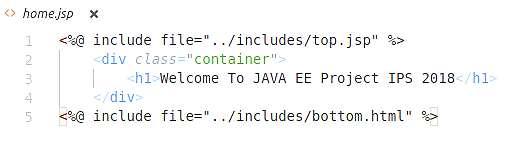 <> home.jsp ×
1 <%@ include file="../includes/top.jsp" %>
2 <div class="container">
3 <h1>Welcome To JAVA EE Project IPS 2018</h1>
4 </div>
5 <%@ include file="../includes/bottom.html" %>